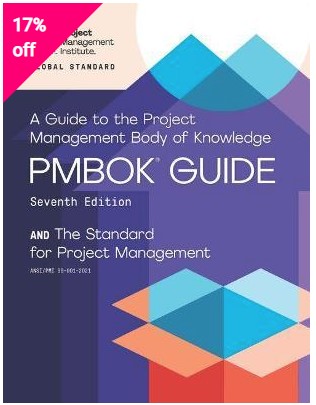 17%
off
Project
Management
Institute.
GLOBAL STANDARD
A Guide to the Project
Management Body of Knowledge
PMBOK® GUIDE
Seventh Edition
AND The Standard
for Project Management
ANSI/PMI 99-001-2021